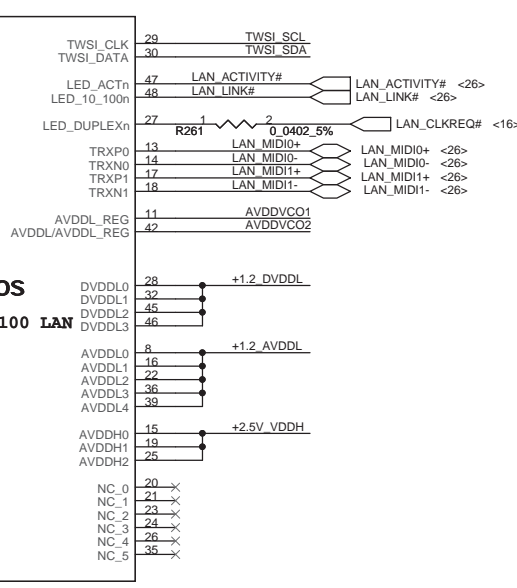 TWSI_CLK 29 TWSI_SCL
TWSI_DATA 30 TWSI_SDA
LED_ACTn 47 LAN_ACTIVITY# LAN_ACTIVITY# <26>
LED_10_100n 48 LAN_LINK# LAN_LINK# <26>
LED_DUPLEXn 27 1 2 LAN_CLKREQ# <16>
R261 0_0402_5%
TRXP0 13 LAN_MIDI0+ LAN_MIDI0+ <26>
TRXN0 14 LAN_MIDI0- LAN_MIDI0- <26>
TRXP1 17 LAN_MIDI1+ LAN_MIDI1+ <26>
TRXN1 18 LAN_MIDI1- LAN_MIDI1- <26>
AVDDL_REG 11 AVDDVCO1
AVDDL/AVDDL_REG 42 AVDDVCO2
OS
DVDDL0 28 +1.2_DVDDL
DVDDL1 32
DVDDL2 45
100 LAN DVDDL3 46
AVDDL0 8 +1.2_AVDDL
AVDDL1 16
AVDDL2 22
AVDDL3 36
AVDDL4 39
AVDDH0 15 +2.5V_VDDH
AVDDH1 19
AVDDH2 25
NC_0 20
NC_1 21
NC_2 23
NC_3 24
NC_4 26
NC_5 35